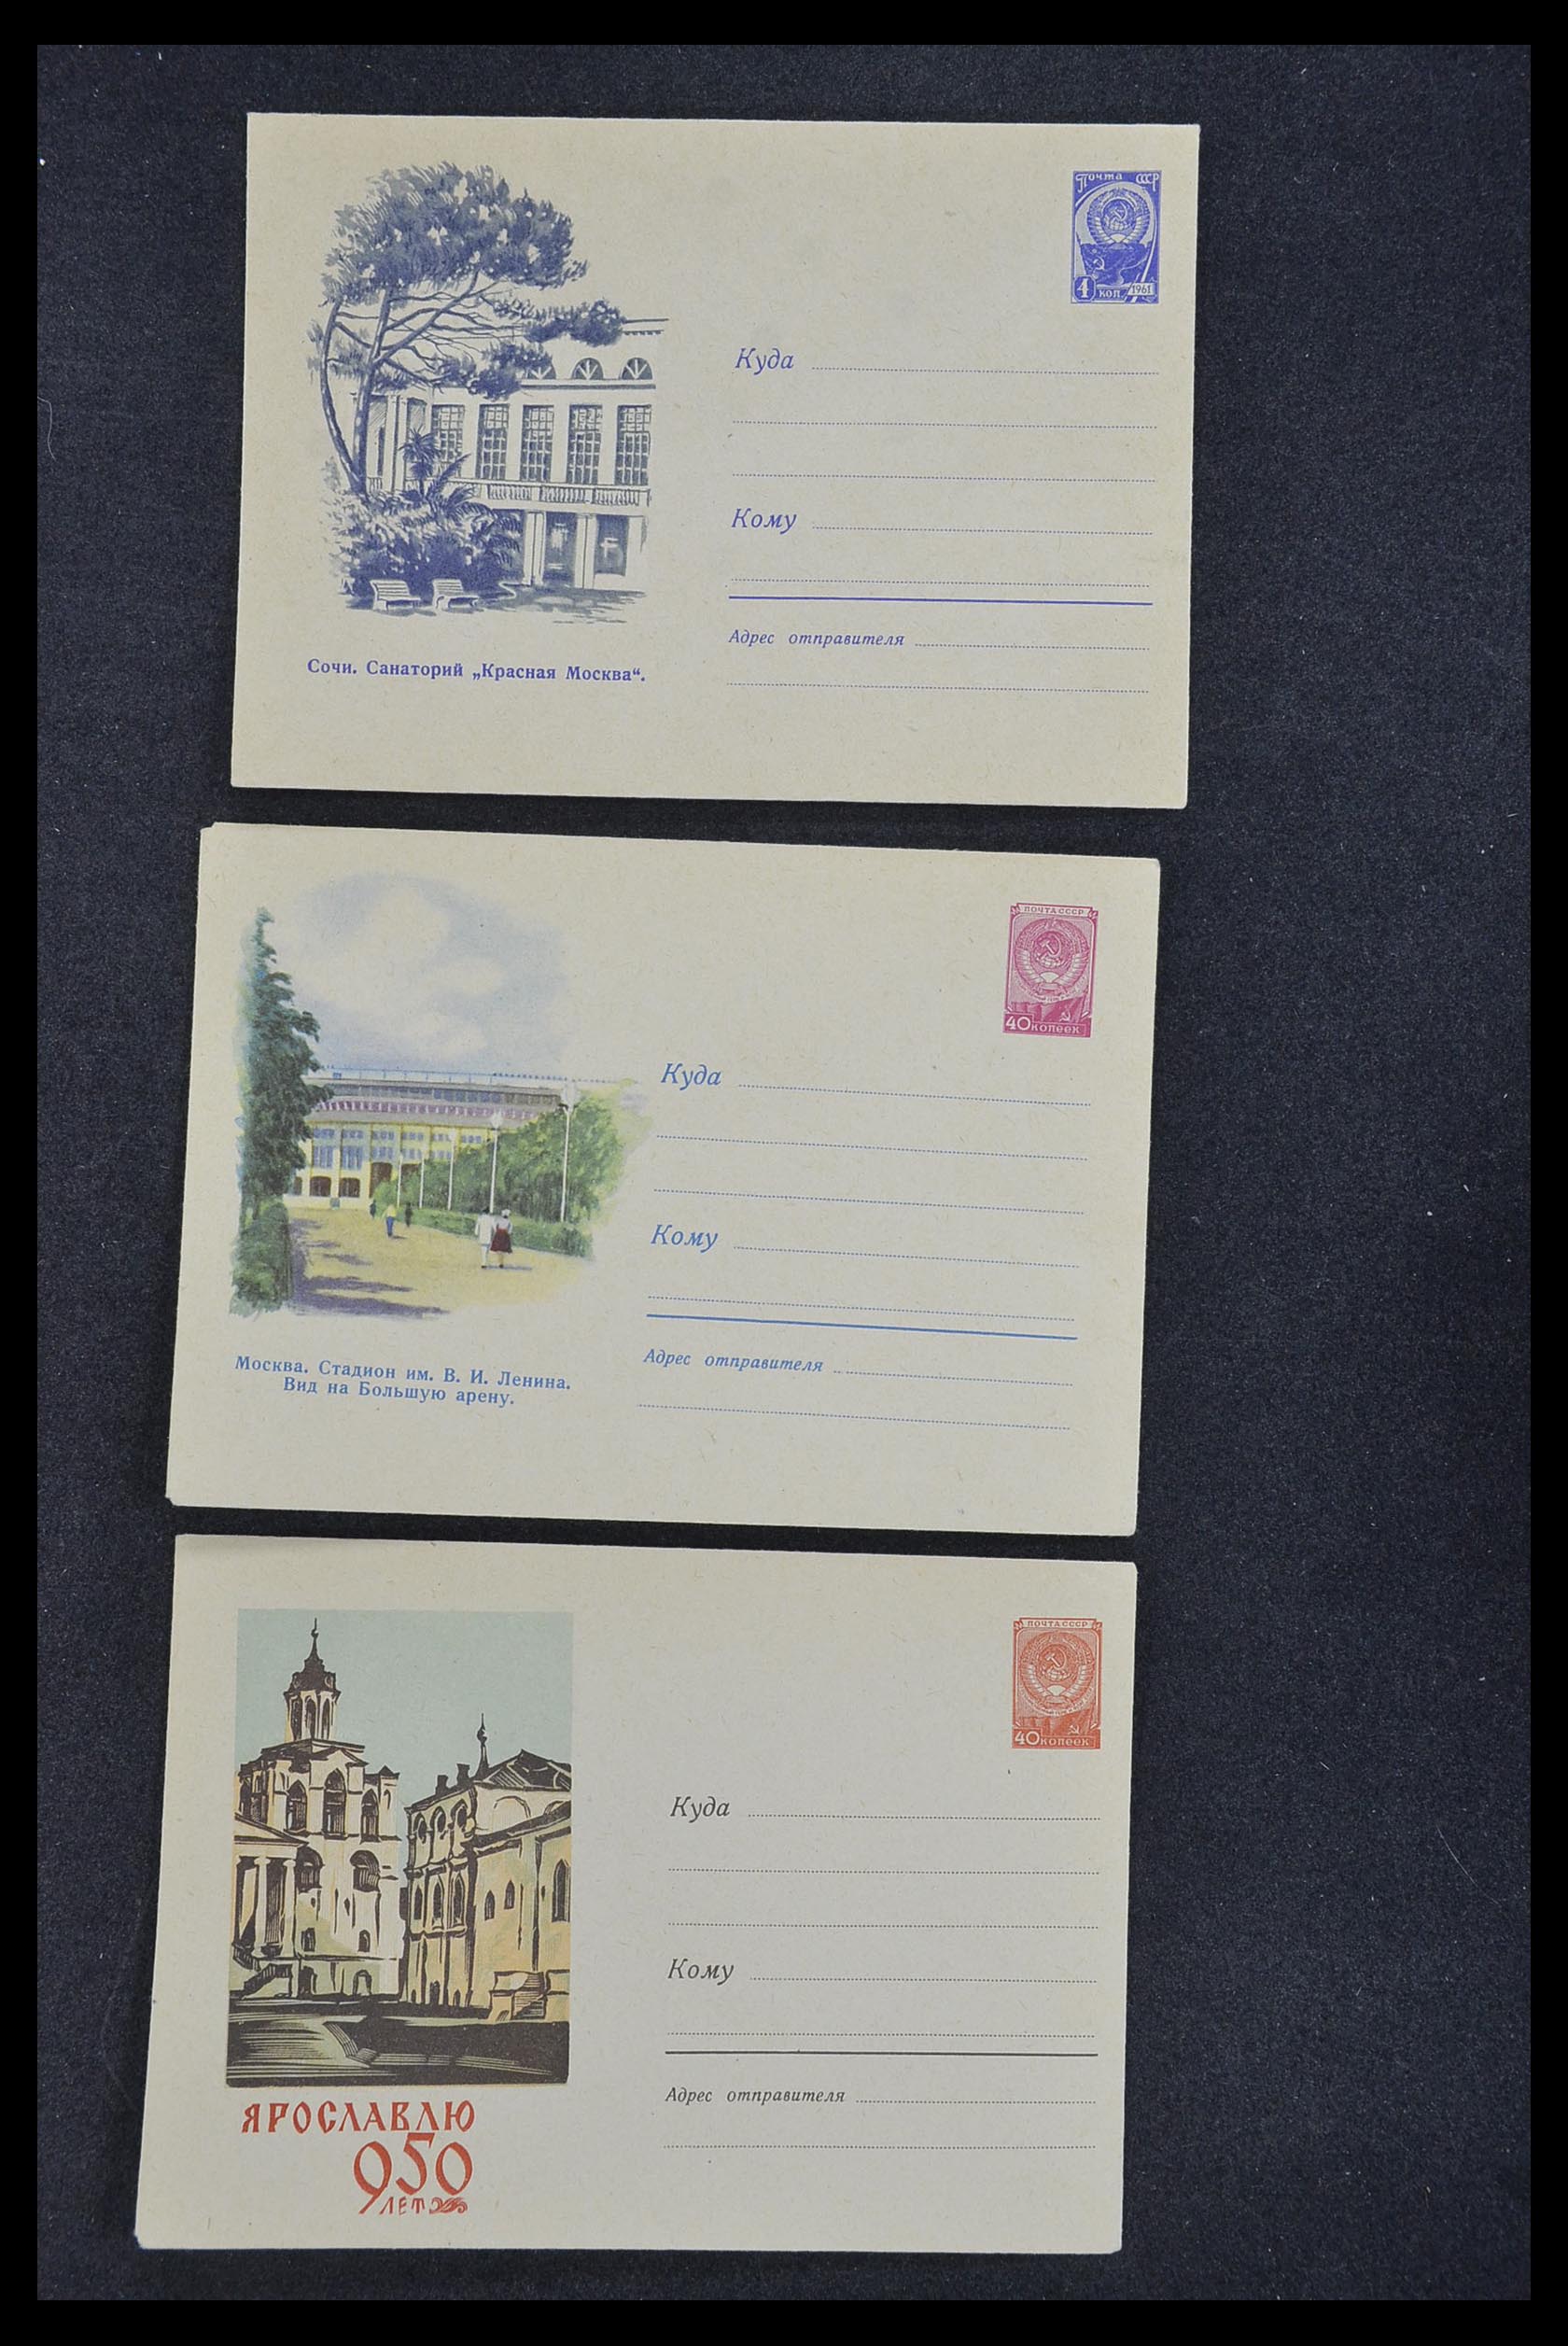 Почта СССР
4 коп. 1961
Куда
Кому
Адрес отправителя
Сочи. Санаторий „Красная Москва“.
ПОЧТА СССР
40 копеек
Куда
Кому
Адрес отправителя
Москва. Стадион им. В. И. Ленина.
Вид на Большую арену.
ПОЧТА СССР
40 копеек
Куда
Кому
Адрес отправителя
ЯРОСЛАВЛЮ
950
ЛЕТ